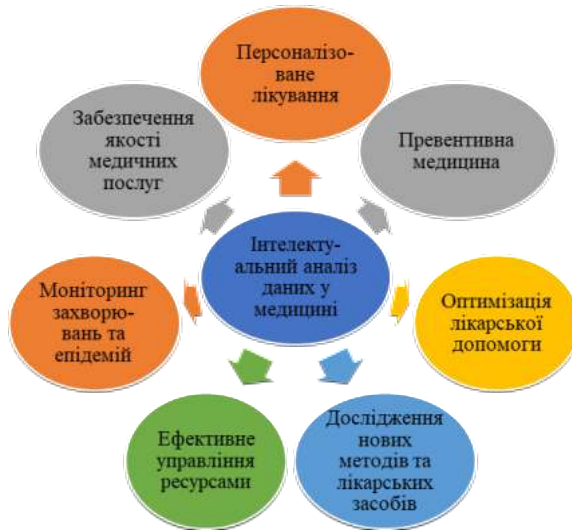 Персоналізо-
ване
лікування
Забезпечення
якості
медичних
послуг
Превентивна
медицина
Інтелекту-
альний аналіз
даних у
медицині
Моніторинг
захворю-
вань та
епідемій
Оптимізація
лікарської
допомоги
Ефективне
управління
ресурсами
Дослідження
нових
методів та
лікарських
засобів